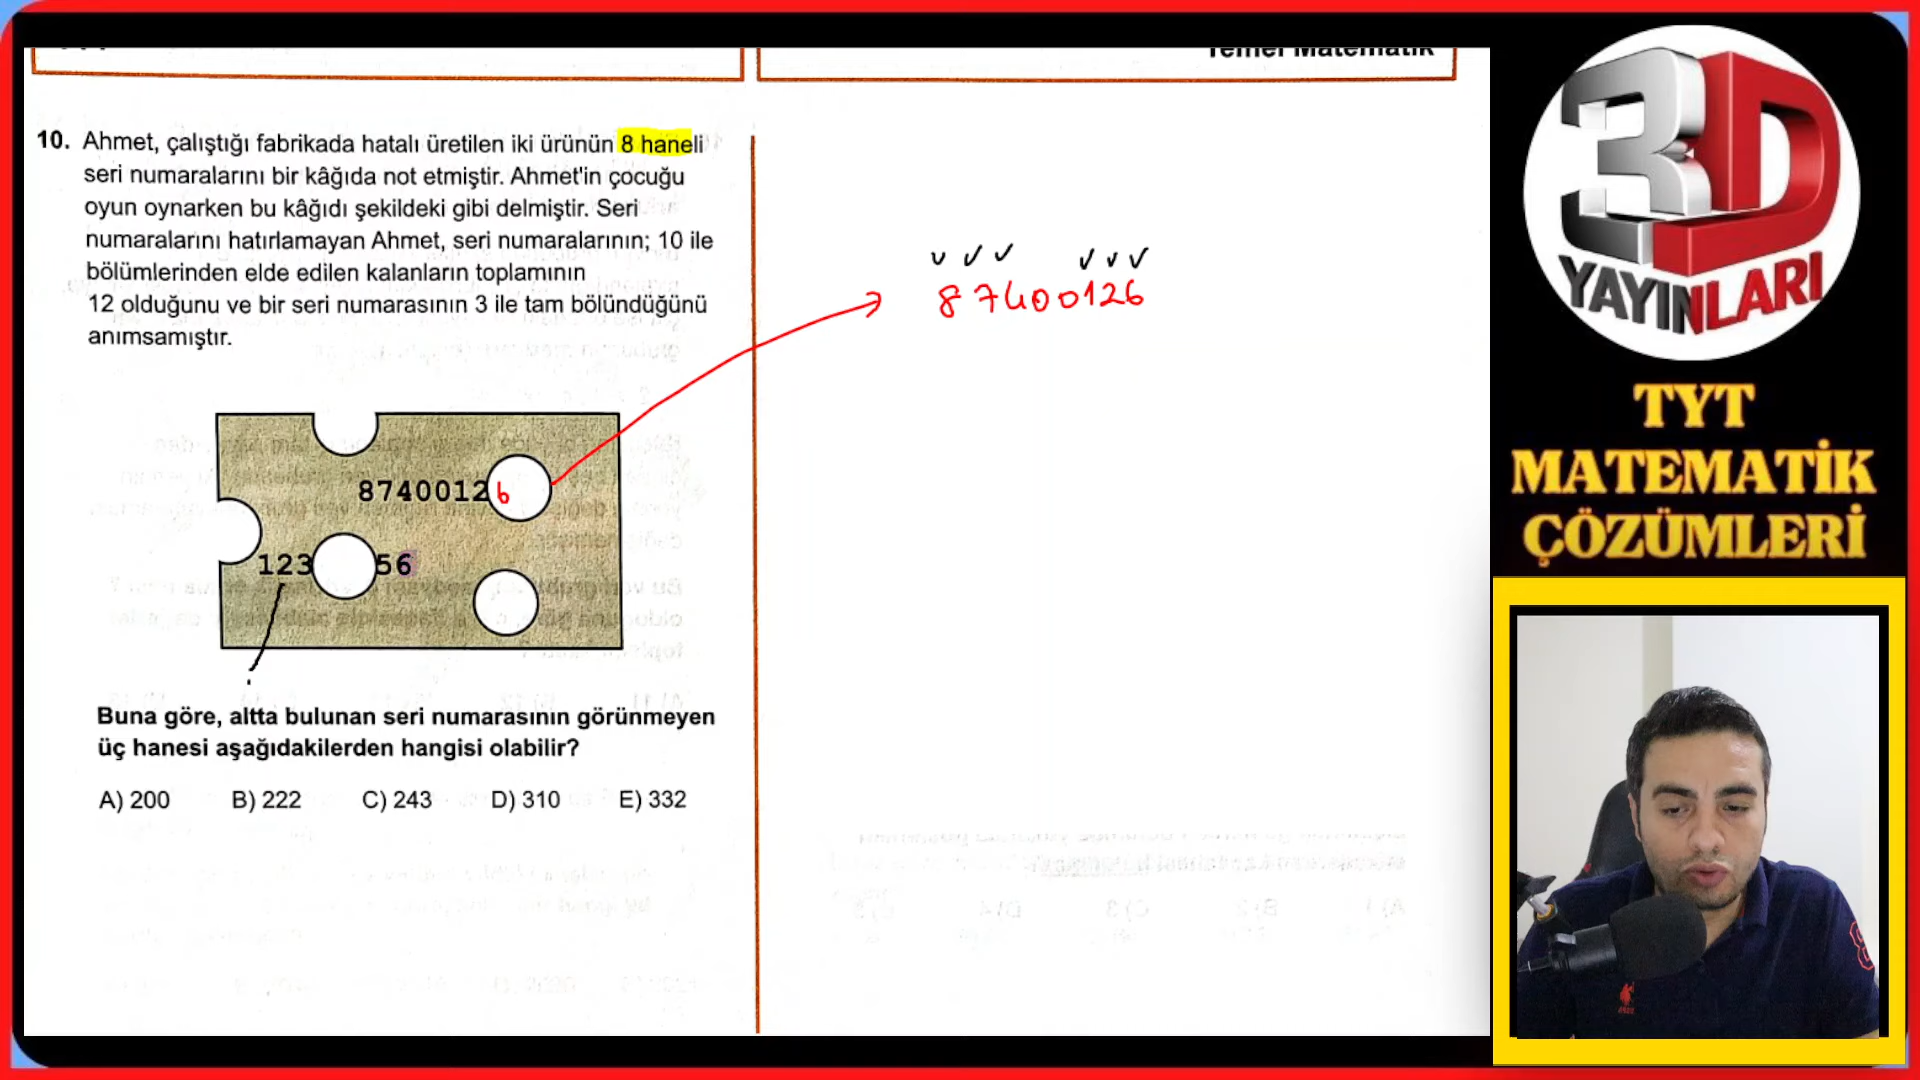 Temel Matematik
10. Ahmet, çalıştığı fabrikada hatalı üretilen iki ürünün 8 haneli
seri numaralarını bir kâğıda not etmiştir. Ahmet'in çocuğu
oyun oynarken bu kâğıdı şekildeki gibi delmiştir. Seri
numaralarını hatırlamayan Ahmet, seri numaralarının; 10 ile
bölümlerinden elde edilen kalanların toplamının
12 olduğunu ve bir seri numarasının 3 ile tam bölündüğünü
anımsamıştır.
87400126
8740012 6
123 56
Buna göre, altta bulunan seri numarasının görünmeyen
üç hanesi aşağıdakilerden hangisi olabilir?
A) 200 B) 222 C) 243 D) 310 E) 332
3D
YAYINLARI
TYT
MATEMATİK
ÇÖZÜMLERİ